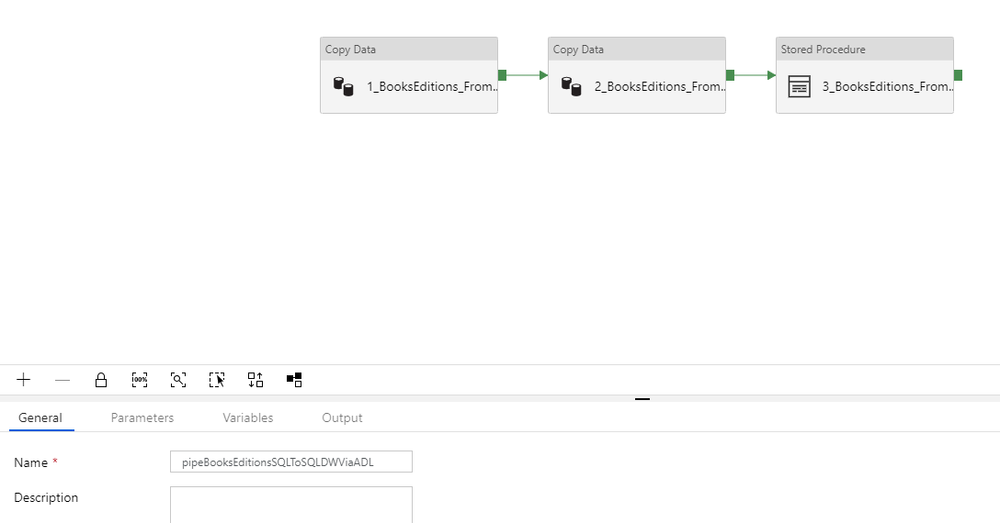 Copy Data
Copy Data
Stored Procedure
1_BooksEditions_From..
2_BooksEditions_From..
3_BooksEditions_From..
100%
General
Parameters
Variables
Output
Name *
pipeBooksEditionsSQLToSQLDWViaADL
Description